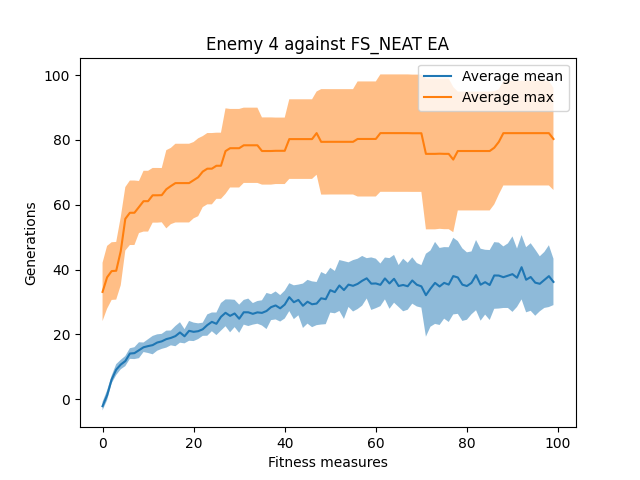 Enemy 4 against FS_NEAT EA
Average mean
Average max
Generations
100
80
60
40
20
0
0 20 40 60 80 100
Fitness measures